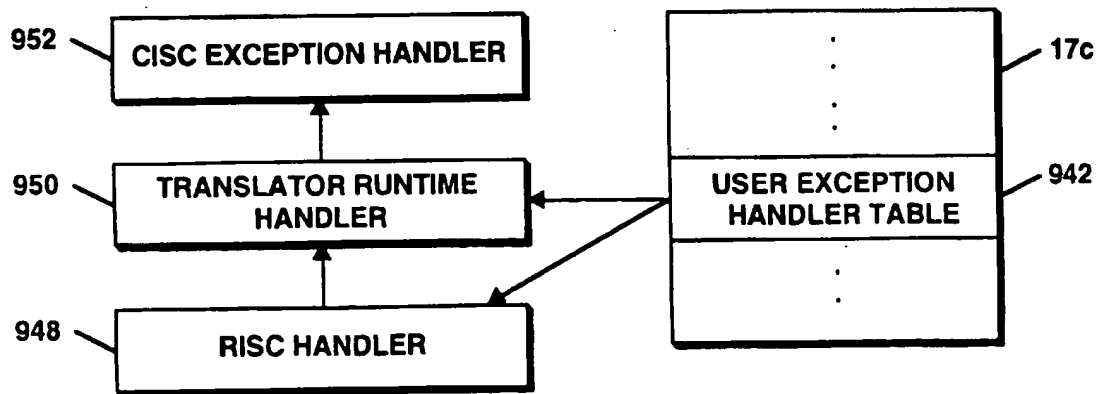 952
CISC EXCEPTION HANDLER
17c
950
TRANSLATOR RUNTIME
HANDLER
USER EXCEPTION
HANDLER TABLE
942
948
RISC HANDLER